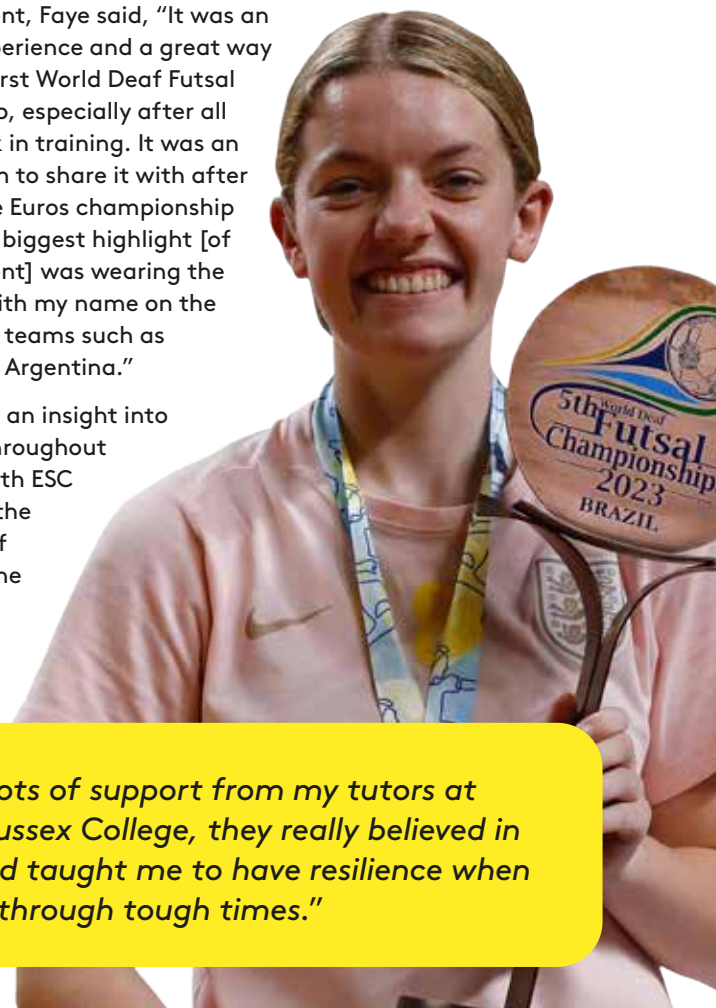 nt, Faye said, “It was an
perience and a great way
rst World Deaf Futsal
p, especially after all
k in training. It was an
n to share it with after
e Euros championship
biggest highlight [of
ent] was wearing the
ith my name on the
teams such as
Argentina.”
an insight into
hroughout
th ESC
the
f
he
5th World Deaf
Futsal
Championship
2023
BRAZIL
ots of support from my tutors at
ussex College, they really believed in
d taught me to have resilience when
through tough times.”